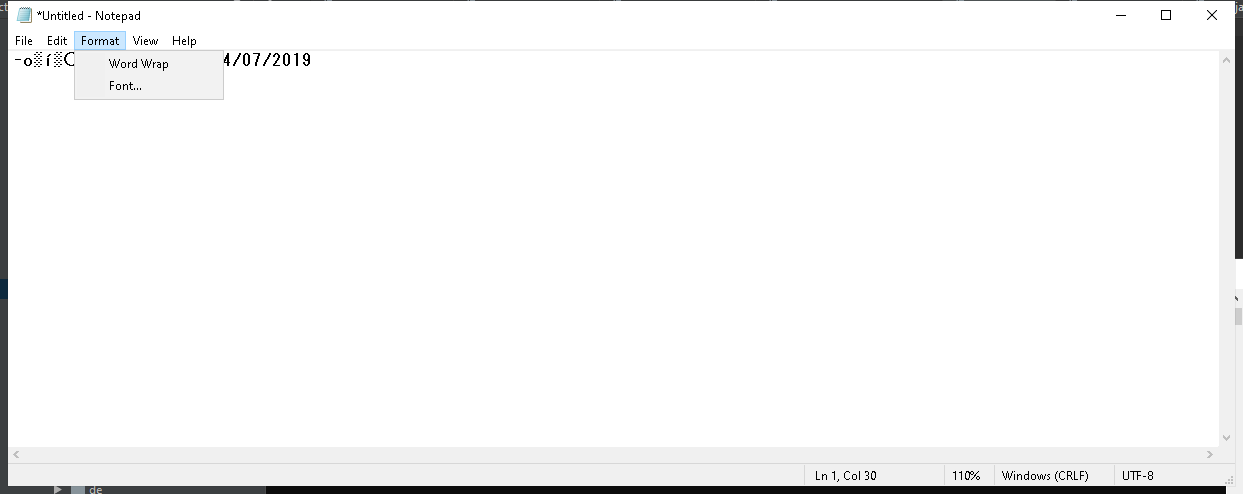 *Untitled - Notepad
File Edit Format View Help
-o▒í▒ 4/07/2019
Word Wrap
Font...
Ln 1, Col 30 110% Windows (CRLF) UTF-8
de